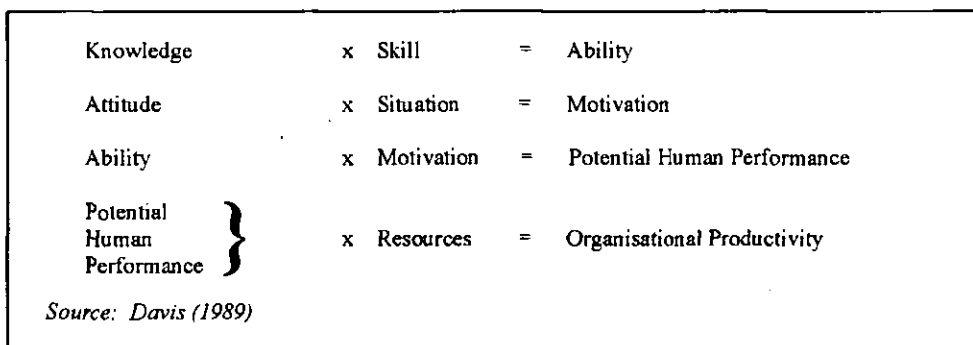 Knowledge x Skill = Ability
Attitude x Situation = Motivation
Ability x Motivation = Potential Human Performance
Potential
Human } x Resources = Organisational Productivity
Performance
Source: Davis (1989)